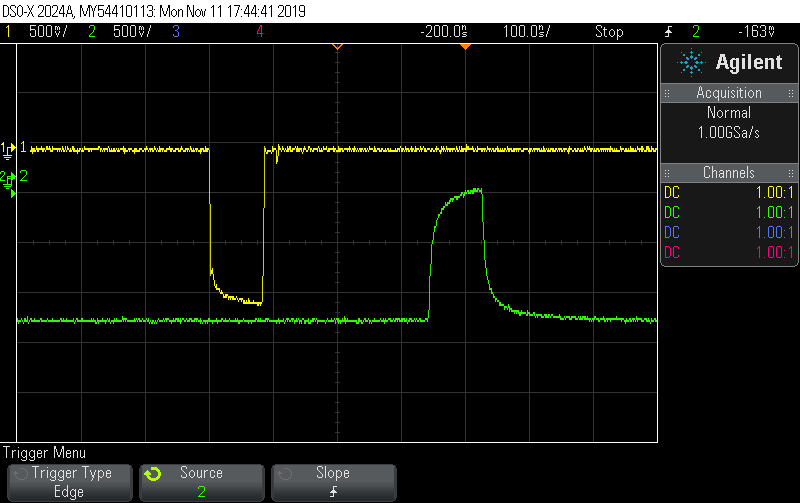 DSO-X 2024A, MY54410113: Mon Nov 11 17:44:41 2019
1 500mV/ 2 500mV/ 3 4 -200.0ns 100.0ns/ Stop 2 -163mV
Agilent
Acquisition
Normal
1.00GSa/s
Channels
DC 1.00:1
DC 1.00:1
DC 1.00:1
DC 1.00:1
1 1
2 2
Trigger Menu
Trigger Type
Edge
Source
2
Slope